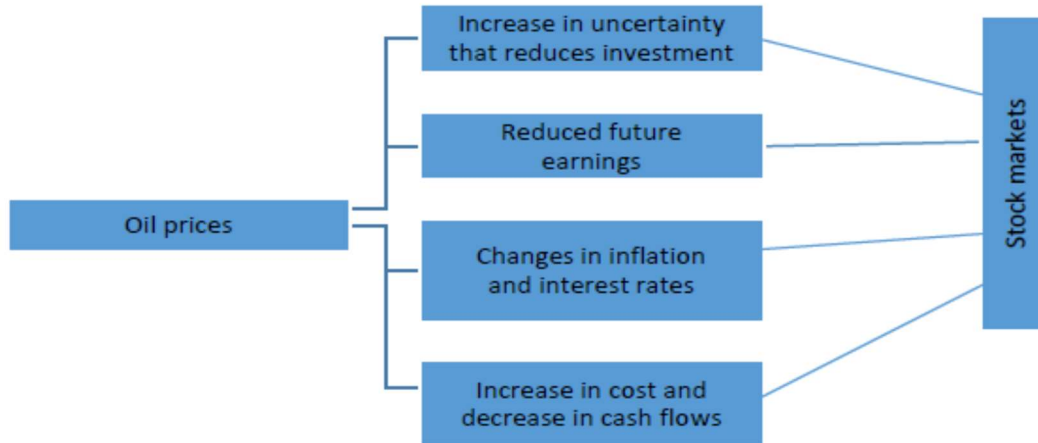 Increase in uncertainty
that reduces investment
Reduced future
earnings
Oil prices
Changes in inflation
and interest rates
Increase in cost and
decrease in cash flows
Stock markets